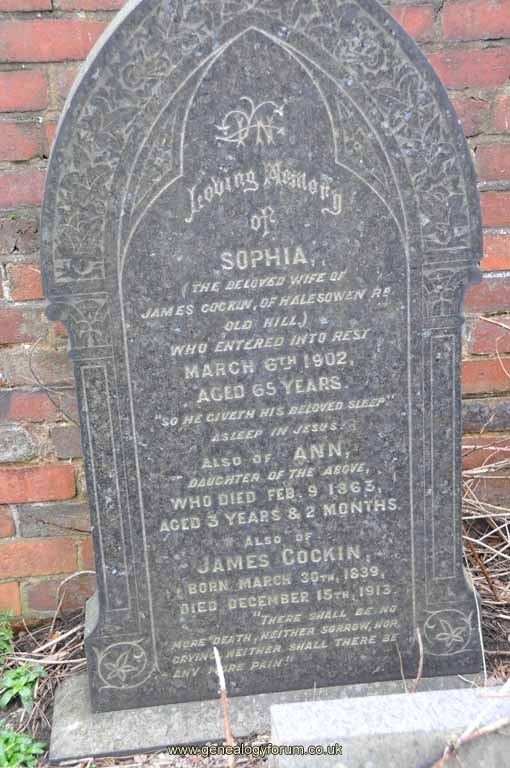 In
Loving Memory
of
SOPHIA,
(THE BELOVED WIFE OF
JAMES COCKIN, OF HALESOWEN RD
OLD HILL.)
WHO ENTERED INTO REST
MARCH 6TH 1902,
AGED 65 YEARS.
"SO HE GIVETH HIS BELOVED SLEEP"
ASLEEP IN JESUS.
ALSO OF ANN,
DAUGHTER OF THE ABOVE,
WHO DIED FEB. 9 1863,
AGED 3 YEARS & 2 MONTHS.
ALSO OF
JAMES COCKIN,
BORN MARCH 30TH, 1839,
DIED DECEMBER 15TH, 1913.
"THERE SHALL BE NO
MORE DEATH, NEITHER SORROW, NOR
CRYING, NEITHER SHALL THERE BE
ANY MORE PAIN"
www.genealogyforum.co.uk